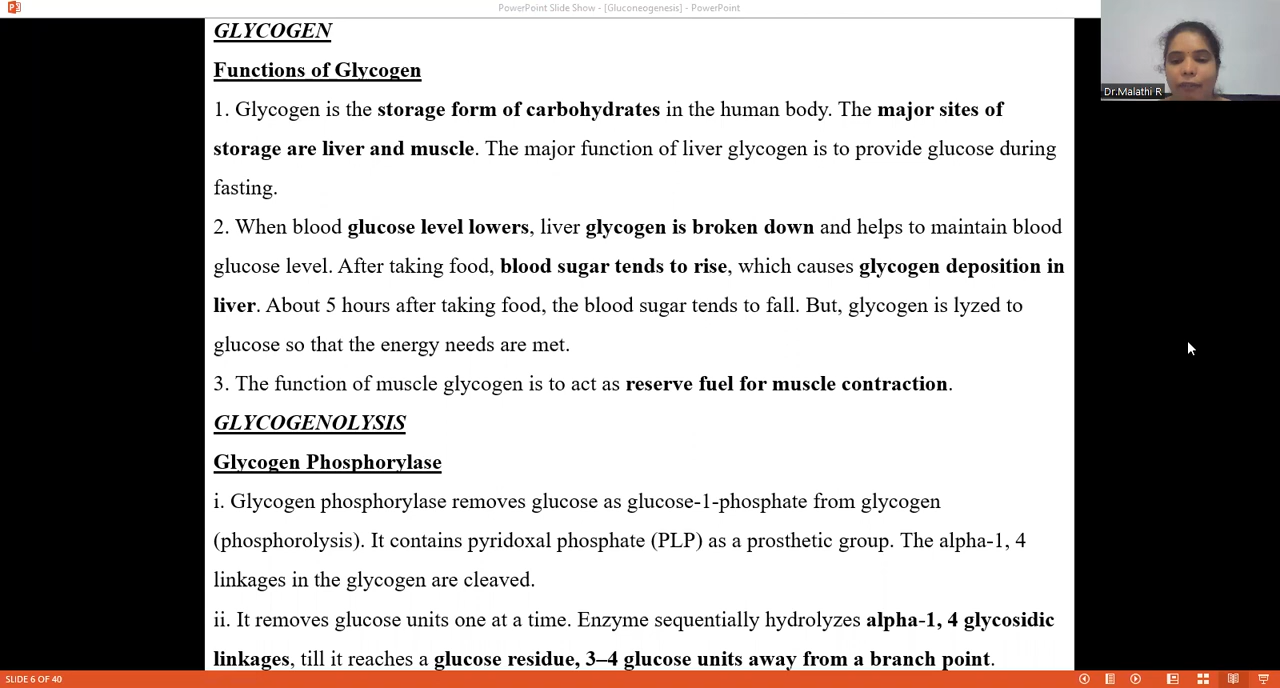 PowerPoint Slide Show - [Gluconeogenesis] - PowerPoint
GLYCOGEN
Functions of Glycogen
1. Glycogen is the storage form of carbohydrates in the human body. The major sites of
storage are liver and muscle. The major function of liver glycogen is to provide glucose during
fasting.
2. When blood glucose level lowers, liver glycogen is broken down and helps to maintain blood
glucose level. After taking food, blood sugar tends to rise, which causes glycogen deposition in
liver. About 5 hours after taking food, the blood sugar tends to fall. But, glycogen is lyzed to
glucose so that the energy needs are met.
3. The function of muscle glycogen is to act as reserve fuel for muscle contraction.
GLYCOGENOLYSIS
Glycogen Phosphorylase
i. Glycogen phosphorylase removes glucose as glucose-1-phosphate from glycogen
(phosphorolysis). It contains pyridoxal phosphate (PLP) as a prosthetic group. The alpha-1, 4
linkages in the glycogen are cleaved.
ii. It removes glucose units one at a time. Enzyme sequentially hydrolyzes alpha-1, 4 glycosidic
linkages, till it reaches a glucose residue, 3–4 glucose units away from a branch point.
Dr.Malathi R
SLIDE 6 OF 40